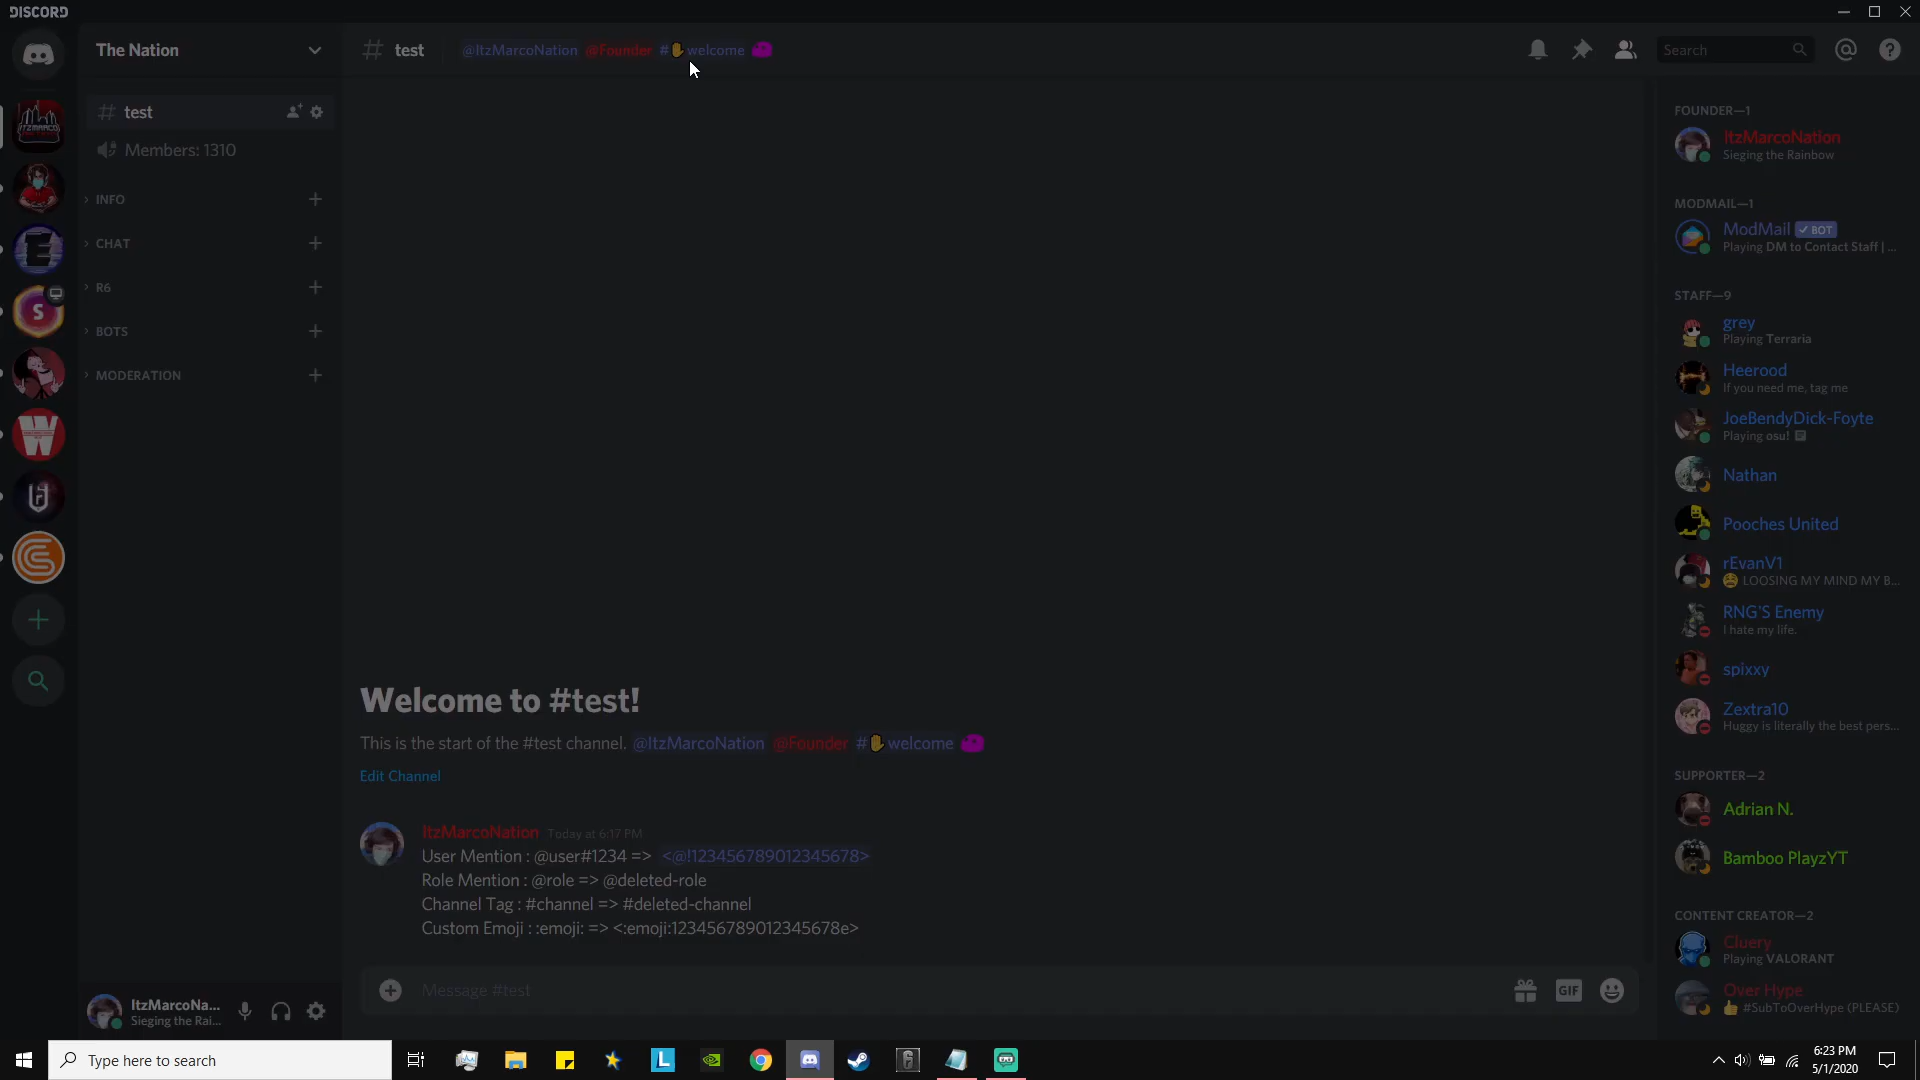 DISCORD
The Nation
test
Members: 1310
INFO
CHAT
R6
BOTS
MODERATION
ItzMarcoNa...
Sieging the Rai...
# test
@ItzMarcoNation @Founder #✋welcome
Search
Welcome to #test!
This is the start of the #test channel. @ItzMarcoNation @Founder #✋welcome
Edit Channel
ItzMarcoNation Today at 6:17 PM
User Mention : @user#1234 => <@!123456789012345678>
Role Mention : @role => @deleted-role
Channel Tag : #channel => #deleted-channel
Custom Emoji : :emoji: => <:emoji:123456789012345678e>
Message #test
GIF
FOUNDER—1
ItzMarcoNation
Sieging the Rainbow
MODMAIL—1
ModMail ✓ BOT
Playing DM to Contact Staff | ...
STAFF—9
grey
Playing Terraria
Heerood
If you need me, tag me
JoeBendyDick-Foyte
Playing osu!
Nathan
Pooches United
rEvanV1
😩 LOOSING MY MIND MY B...
RNG'S Enemy
I hate my life.
spixxy
Zextra10
Huggy is literally the best pers...
SUPPORTER—2
Adrian N.
Bamboo PlayzYT
CONTENT CREATOR—2
Cluery
Playing VALORANT
Over Hype
👍 #SubToOverHype (PLEASE)
Type here to search
6:23 PM
5/1/2020